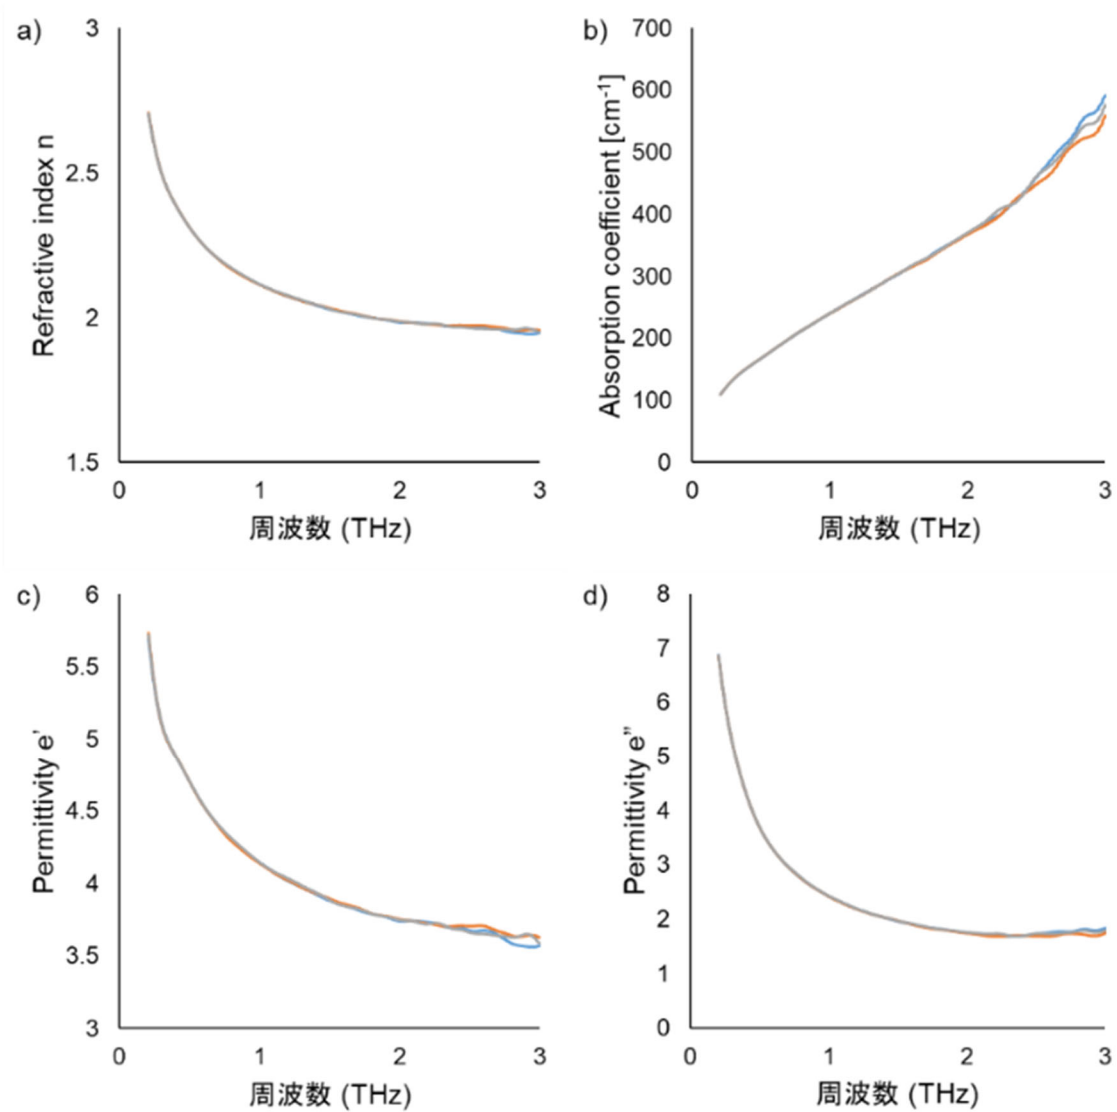 a)
3
2.5
2
1.5
Refractive index n
0 1 2 3
周波数 (THz)
b)
700
600
500
400
300
200
100
0
Absorption coefficient [cm⁻¹]
0 1 2 3
周波数 (THz)
c)
6
5.5
5
4.5
4
3.5
3
Permittivity e’
0 1 2 3
周波数 (THz)
d)
8
7
6
5
4
3
2
1
0
Permittivity e”
0 1 2 3
周波数 (THz)